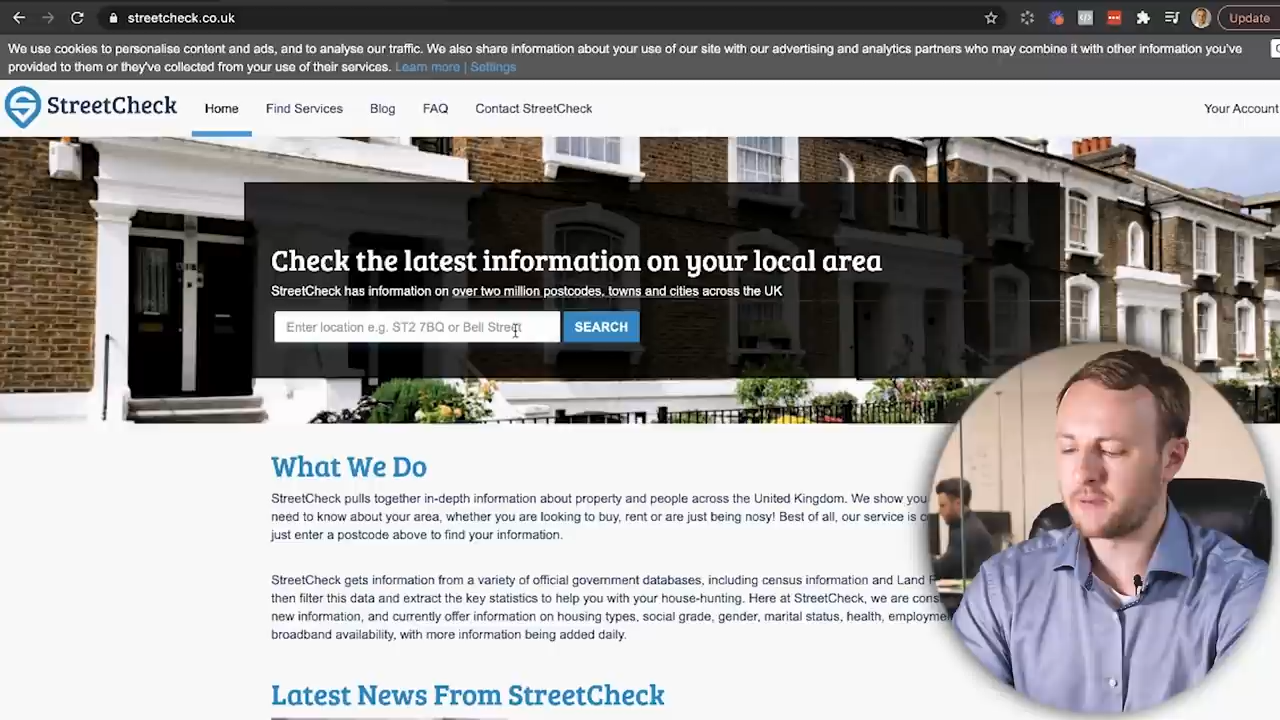 streetcheck.co.uk
Update
We use cookies to personalise content and ads, and to analyse our traffic. We also share information about your use of our site with our advertising and analytics partners who may combine it with other information you've
provided to them or they've collected from your use of their services. Learn more | Settings
StreetCheck
Home
Find Services
Blog
FAQ
Contact StreetCheck
Your Account
Check the latest information on your local area
StreetCheck has information on over two million postcodes, towns and cities across the UK
Enter location e.g. ST2 7BQ or Bell Street
SEARCH
What We Do
StreetCheck pulls together in-depth information about property and people across the United Kingdom. We show you
need to know about your area, whether you are looking to buy, rent or are just being nosy! Best of all, our service is
just enter a postcode above to find your information.
StreetCheck gets information from a variety of official government databases, including census information and Land
then filter this data and extract the key statistics to help you with your house-hunting. Here at StreetCheck, we are
new information, and currently offer information on housing types, social grade, gender, marital status, health,
broadband availability, with more information being added daily.
Latest News From StreetCheck